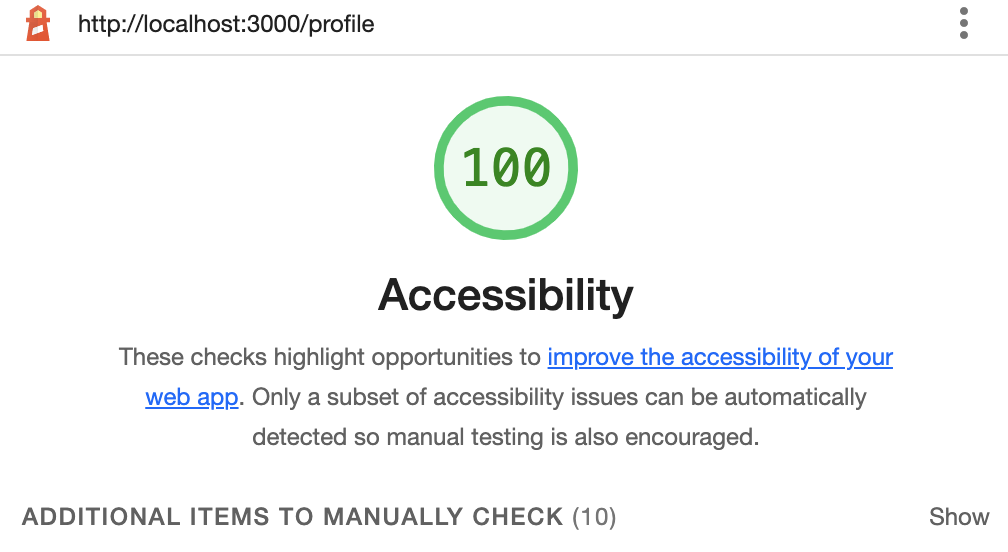 http://localhost:3000/profile
100
Accessibility
These checks highlight opportunities to improve the accessibility of your
web app. Only a subset of accessibility issues can be automatically
detected so manual testing is also encouraged.
ADDITIONAL ITEMS TO MANUALLY CHECK (10) Show